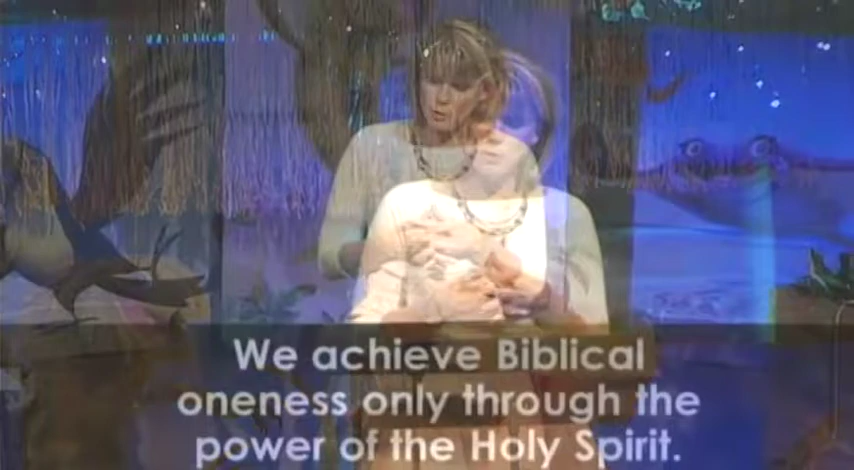 We achieve Biblical
oneness only through the
power of the Holy Spirit.